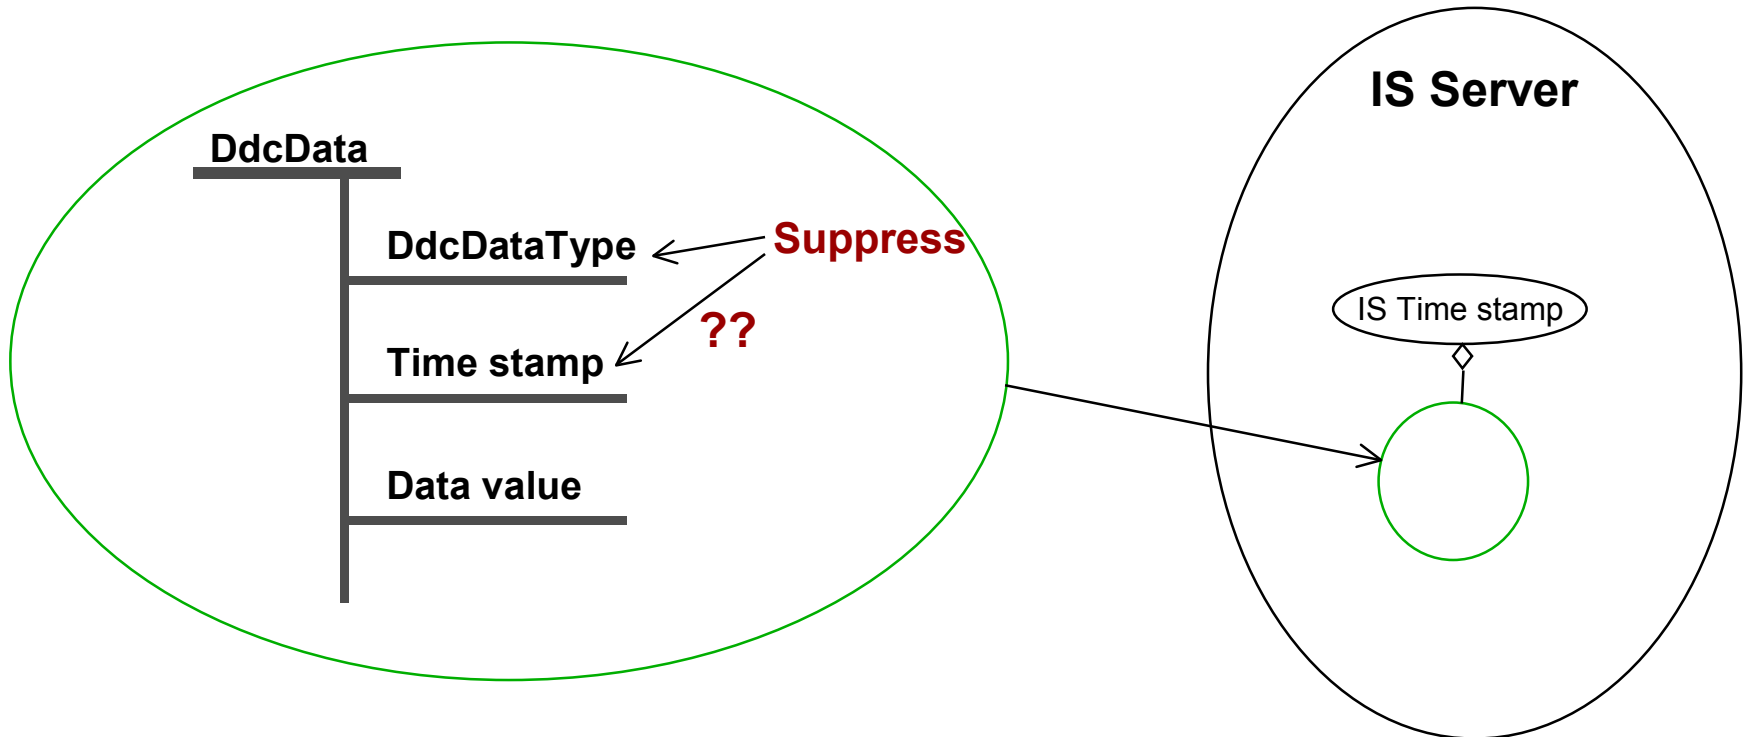 DdcData
DdcDataType
Suppress
??
Time stamp
Data value
IS Server
IS Time stamp